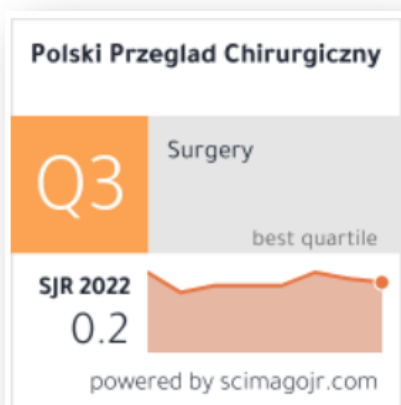 Polski Przeglad Chirurgiczny
Q3
Surgery
best quartile
SJR 2022
0.2
powered by scimagojr.com